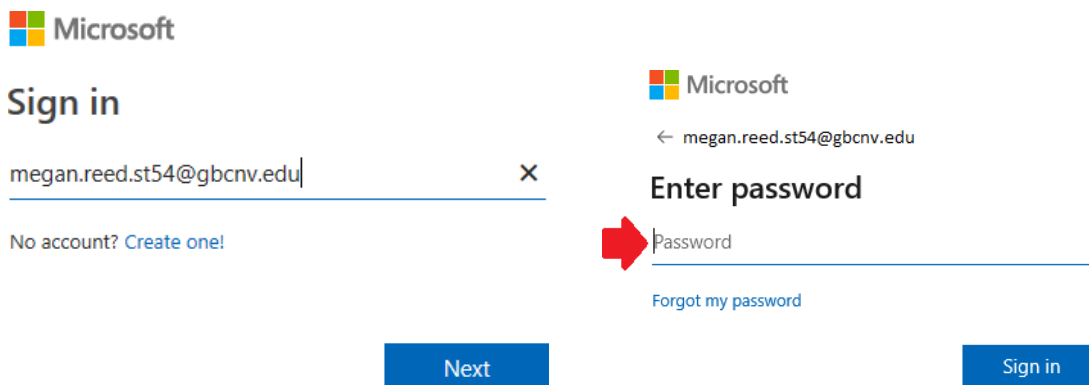 Microsoft
Sign in
megan.reed.st54@gbcnv.edu
No account? Create one!
Next
Microsoft
megan.reed.st54@gbcnv.edu
Enter password
Password
Forgot my password
Sign in